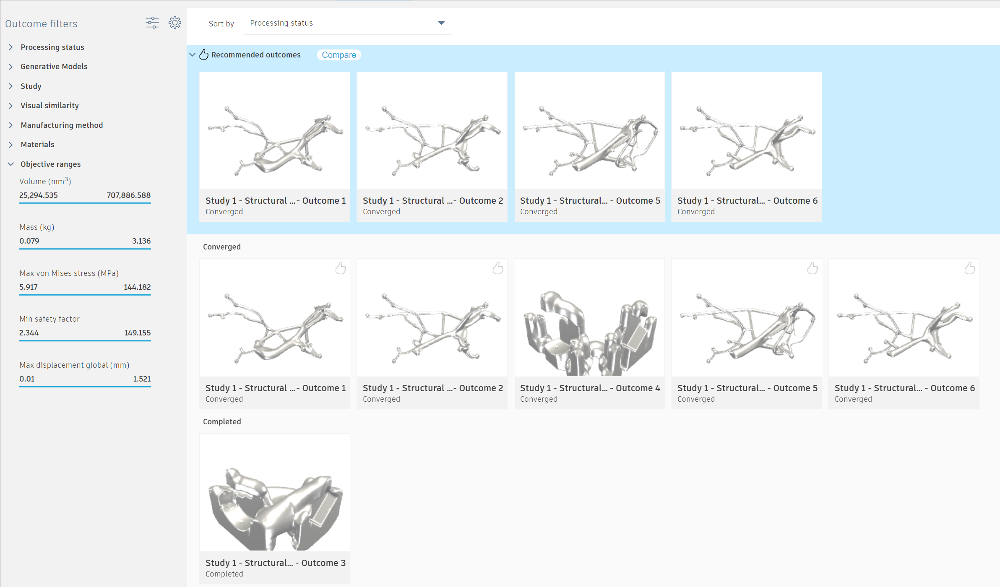 Outcome filters
Processing status
Generative Models
Study
Visual similarity
Manufacturing method
Materials
Objective ranges
Volume (mm³)
25,294.535 707,886.588
Mass (kg)
0.079 3.136
Max von Mises stress (MPa)
5.917 144.182
Min safety factor
2.344 149.155
Max displacement global (mm)
0.01 1.521
Sort by Processing status
Recommended outcomes Compare
Study 1 - Structural ...- Outcome 1
Converged
Study 1 - Structural ...- Outcome 2
Converged
Study 1 - Structural... - Outcome 5
Converged
Study 1 - Structural... - Outcome 6
Converged
Converged
Study 1 - Structural ...- Outcome 1
Converged
Study 1 - Structural ...- Outcome 2
Converged
Study 1 - Structural... - Outcome 4
Converged
Study 1 - Structural... - Outcome 5
Converged
Study 1 - Structural... - Outcome 6
Converged
Completed
Study 1 - Structural... - Outcome 3
Completed